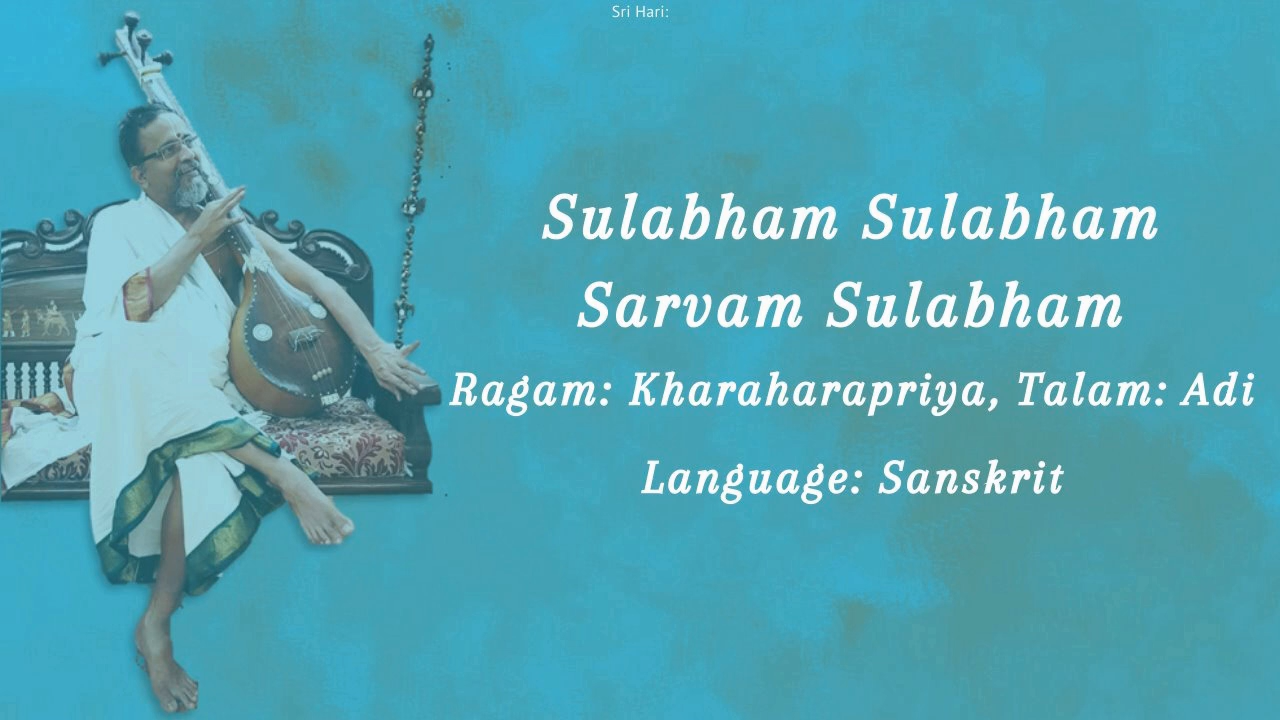 Sri Hari:
Sulabham Sulabham
Sarvam Sulabham
Ragam: Kharaharapriya, Talam: Adi
Language: Sanskrit